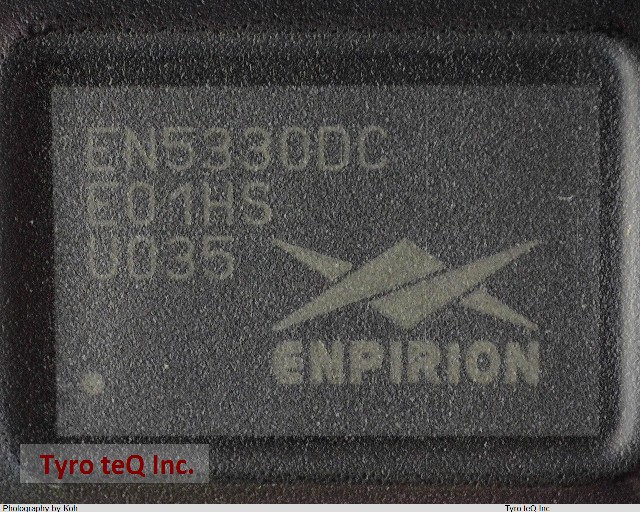 EN5330DC
E01HS
U035
ENPIRION
Tyro teQ Inc.
Photography by Koh
Tyro teQ Inc